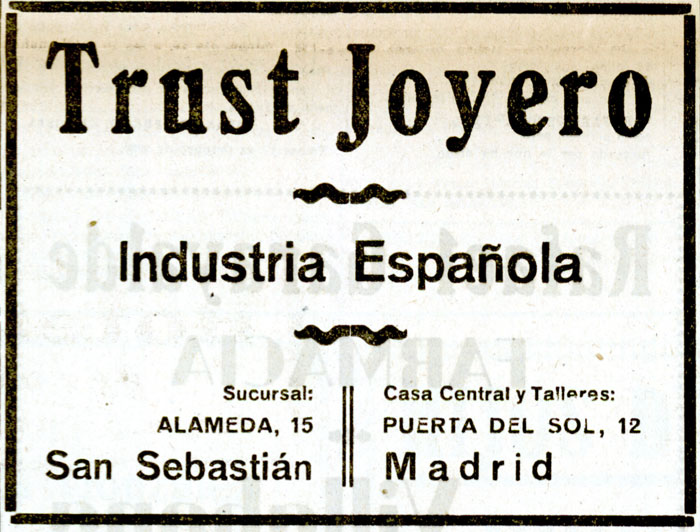 Trust Joyero
Industria Española
Sucursal:
ALAMEDA, 15
San Sebastián
Casa Central y Talleres:
PUERTA DEL SOL, 12
Madrid